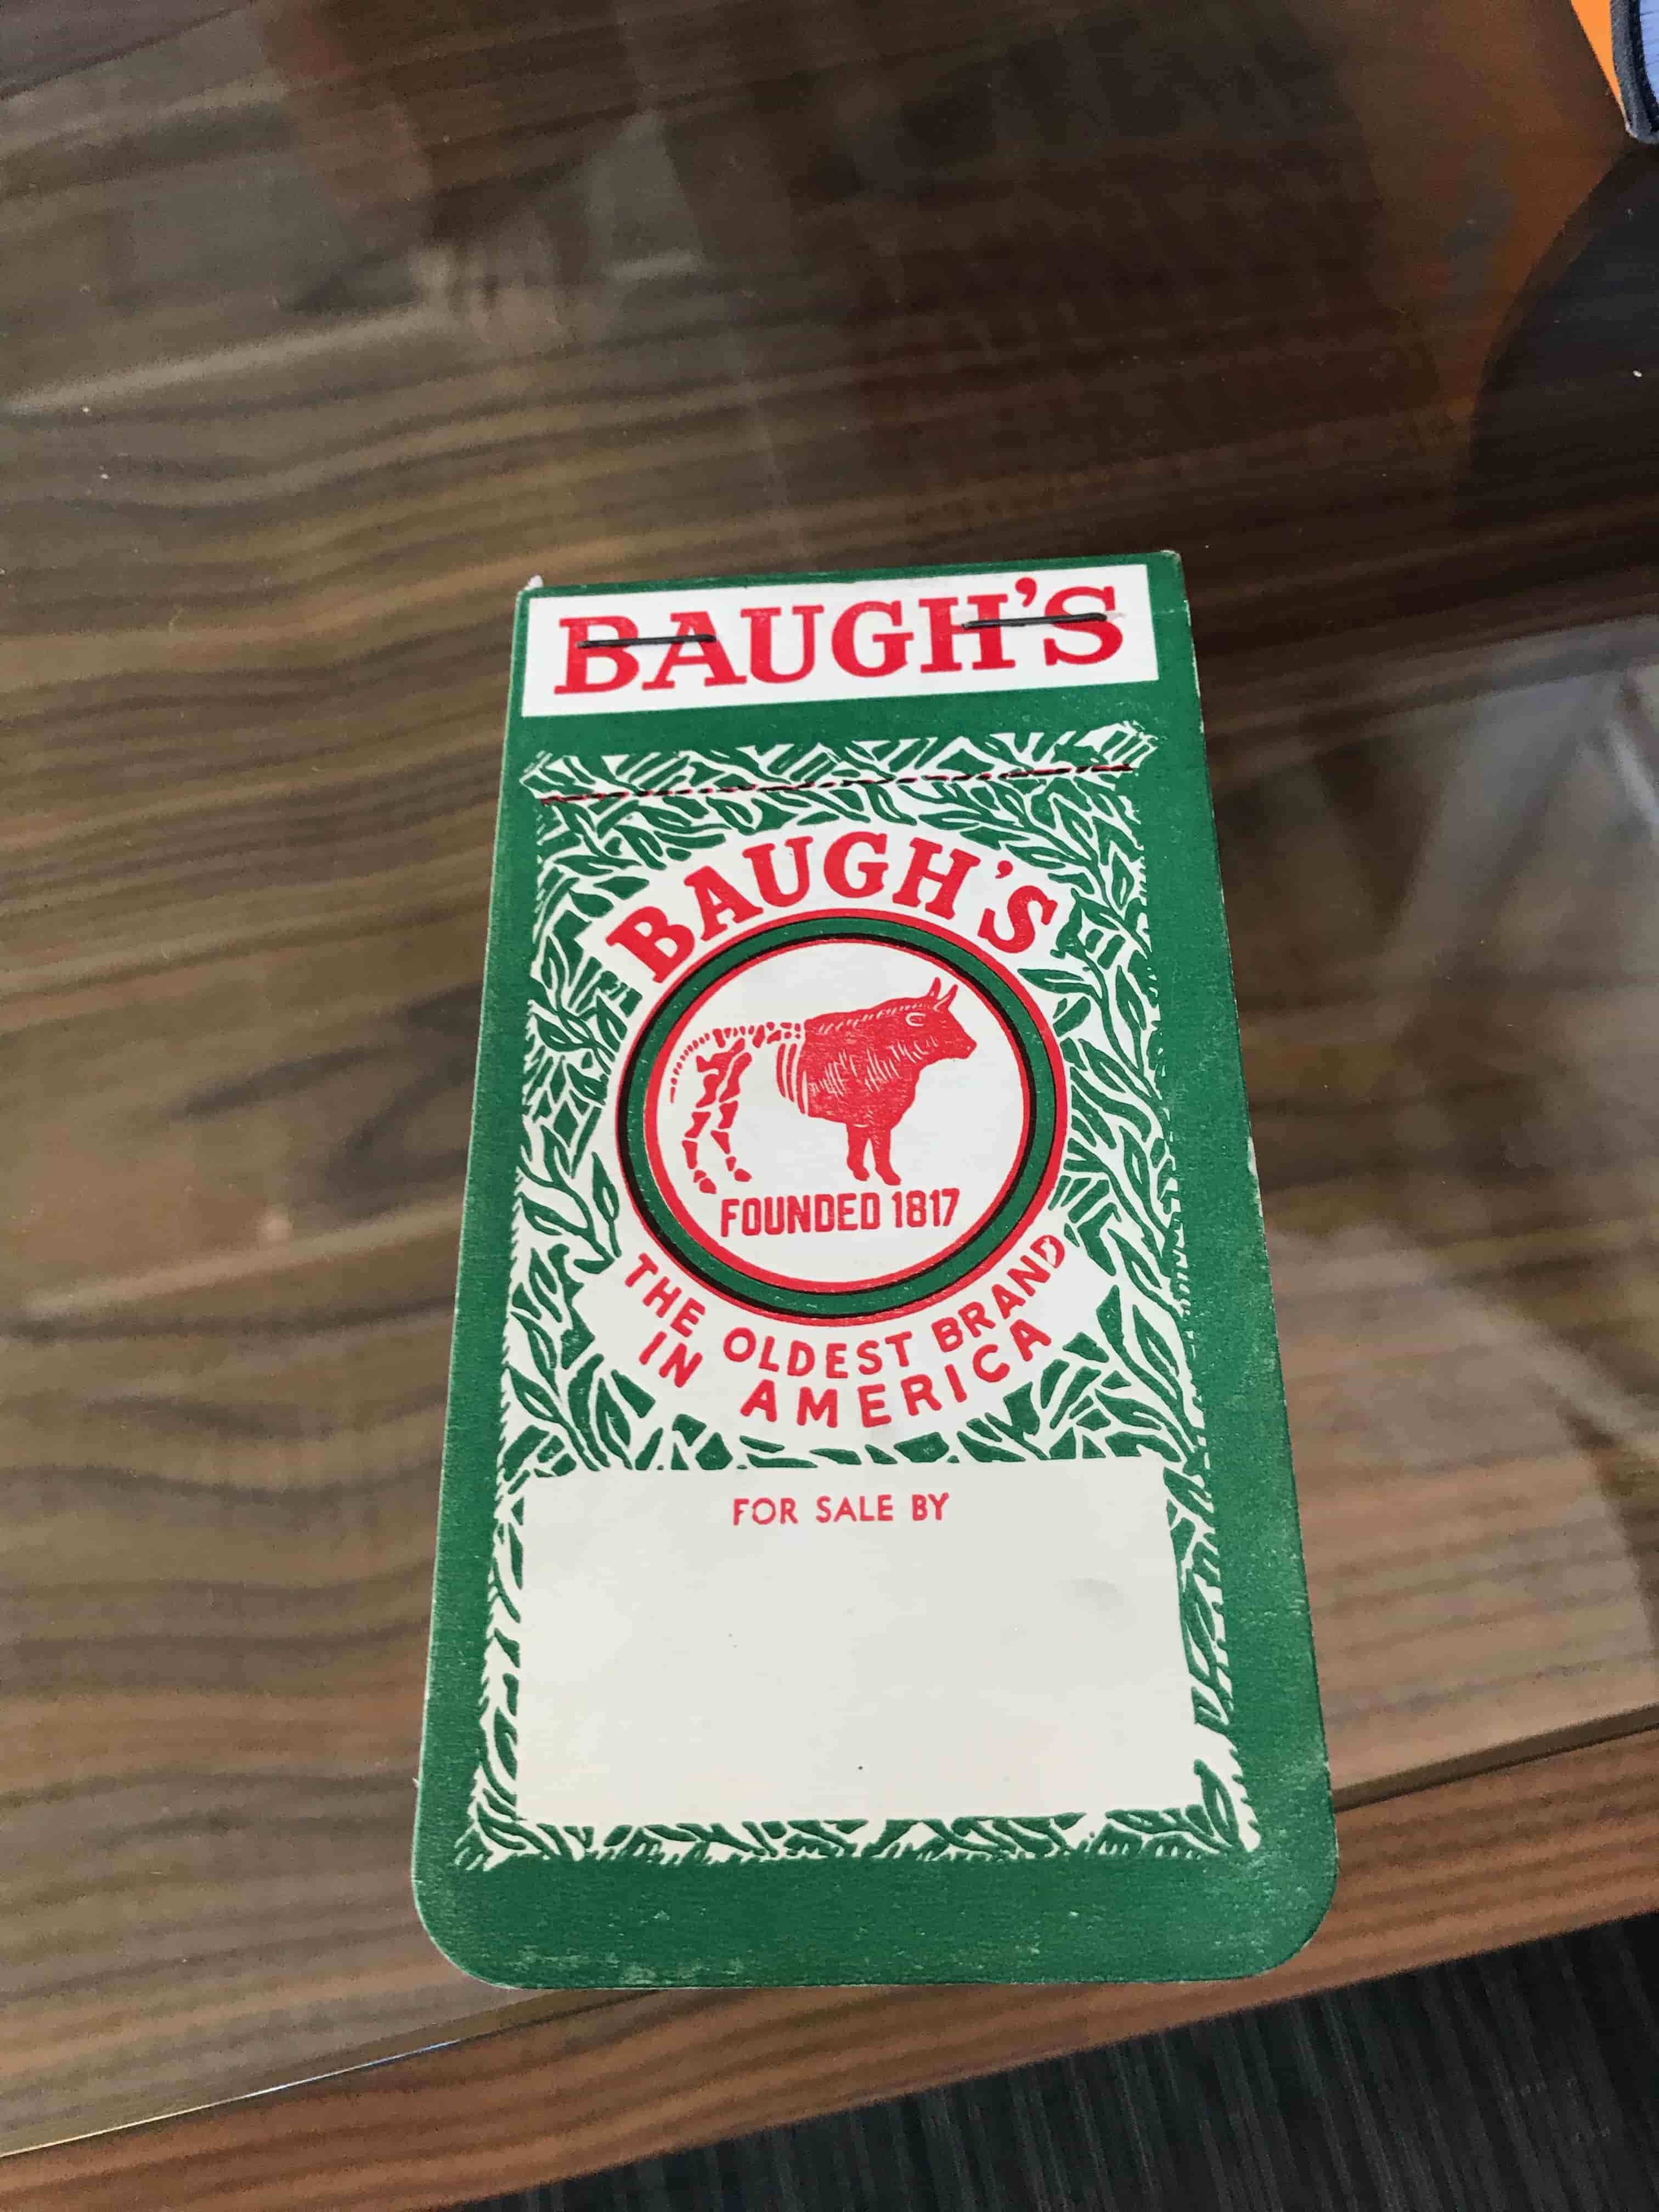 BAUGH'S
BAUGH'S
FOUNDED 1817
THE OLDEST BRAND
IN AMERICA
FOR SALE BY